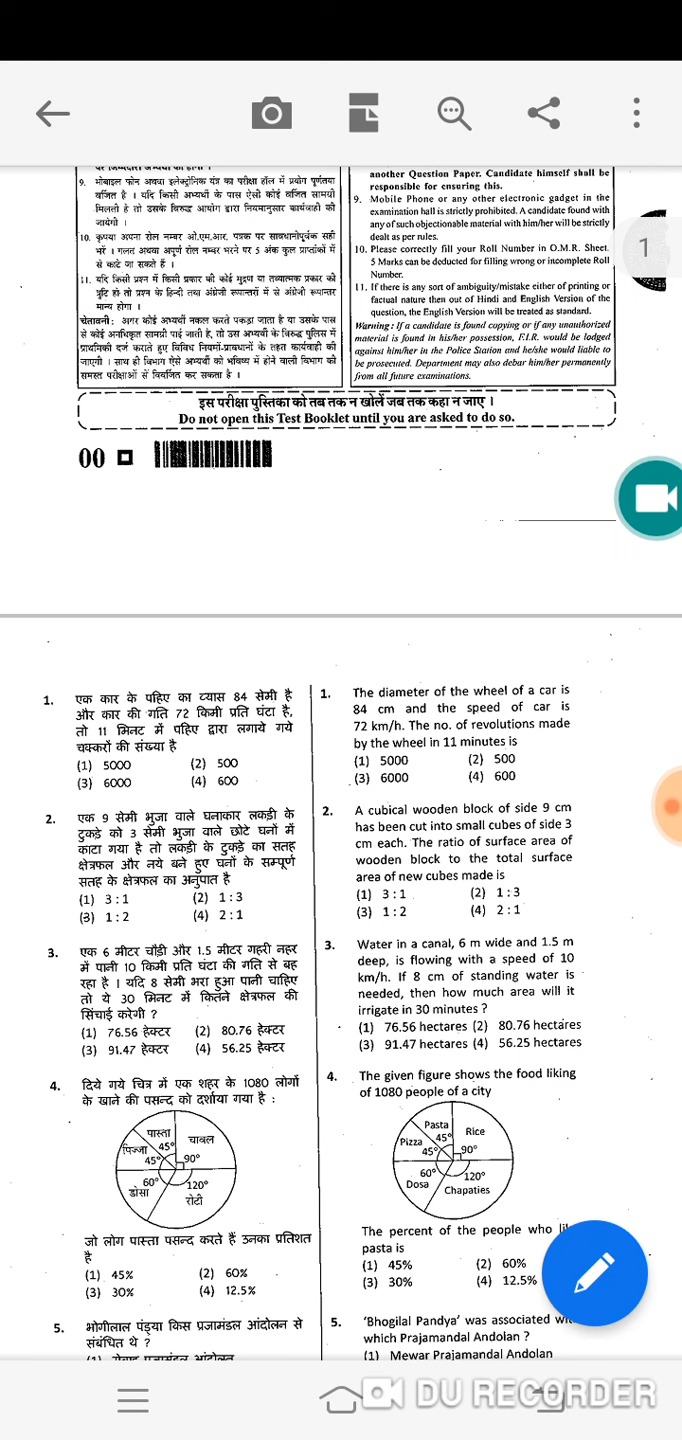 9. मोबाइल फोन अथवा इलेक्ट्रोनिक यंत्र का परीक्षा हॉल में प्रयोग पूर्णतया
वर्जित है । यदि किसी अभ्यर्थी के पास ऐसी कोई वर्जित सामग्री
मिलती है तो उसके विरुद्ध आयोग द्वारा नियमानुसार कार्यवाही की
जायेगी ।
10. कृपया अपना रोल नम्बर ओ.एम.आर. पत्रक पर सावधानीपूर्वक सही
भरें । गलत अथवा अपूर्ण रोल नम्बर भरने पर 5 अंक कुल प्राप्तांकों में
से काटे जा सकते हैं ।
11. यदि किसी प्रश्न में किसी प्रकार की कोई मुद्रण या तथ्यात्मक प्रकार की
त्रुटि हो तो प्रश्न के हिन्दी तथा अंग्रेजी रूपान्तरों में से अंग्रेजी रूपान्तर
मान्य होगा ।
चेतावनी : अगर कोई अभ्यर्थी नकल करते पकड़ा जाता है या उसके पास
से कोई अनधिकृत सामग्री पाई जाती है, तो उस अभ्यर्थी के विरुद्ध पुलिस में
प्राथमिकी दर्ज कराते हुए विविध नियमों-प्रावधानों के तहत कार्यवाही की
जाएगी । साथ ही विभाग ऐसे अभ्यर्थी को भविष्य में होने वाली विभाग की
समस्त परीक्षाओं से विवर्जित कर सकता है ।
another Question Paper. Candidate himself shall be
responsible for ensuring this.
9. Mobile Phone or any other electronic gadget in the
examination hall is strictly prohibited. A candidate found with
any of such objectionable material with him/her will be strictly
dealt as per rules.
10. Please correctly fill your Roll Number in O.M.R. Sheet.
5 Marks can be deducted for filling wrong or incomplete Roll
Number.
11. If there is any sort of ambiguity/mistake either of printing or
factual nature then out of Hindi and English Version of the
question, the English Version will be treated as standard.
Warning : If a candidate is found copying or if any unauthorized
material is found in his/her possession, F.I.R. would be lodged
against him/her in the Police Station and he/she would liable to
be prosecuted. Department may also debar him/her permanently
from all future examinations.
1
इस परीक्षा पुस्तिका को तब तक न खोलें जब तक कहा न जाए ।
Do not open this Test Booklet until you are asked to do so.
00
1. एक कार के पहिए का व्यास 84 सेमी है
और कार की गति 72 किमी प्रति घंटा है,
तो 11 मिनट में पहिए द्वारा लगाये गये
चक्करों की संख्या है
(1) 5000 (2) 500
(3) 6000 (4) 600
2. एक 9 सेमी भुजा वाले घनाकार लकड़ी के
टुकड़े को 3 सेमी भुजा वाले छोटे घनों में
काटा गया है तो लकड़ी के टुकड़े का सतह
क्षेत्रफल और नये बने हुए घनों के सम्पूर्ण
सतह के क्षेत्रफल का अनुपात है
(1) 3 : 1 (2) 1 : 3
(3) 1 : 2 (4) 2 : 1
3. एक 6 मीटर चौड़ी और 1.5 मीटर गहरी नहर
में पानी 10 किमी प्रति घंटा की गति से बह
रहा है । यदि 8 सेमी भरा हुआ पानी चाहिए
तो ये 30 मिनट में कितने क्षेत्रफल की
सिंचाई करेगी ?
(1) 76.56 हेक्टर (2) 80.76 हेक्टर
(3) 91.47 हेक्टर (4) 56.25 हेक्टर
4. दिये गये चित्र में एक शहर के 1080 लोगों
के खाने की पसन्द को दर्शाया गया है :
पास्ता
चावल
पिज्जा 45°
45° 90°
60° 120°
डोसा रोटी
जो लोग पास्ता पसन्द करते हैं उनका प्रतिशत
है
(1) 45% (2) 60%
(3) 30% (4) 12.5%
5. भोगीलाल पंड्या किस प्रजामंडल आंदोलन से
संबंधित थे ?
1. The diameter of the wheel of a car is
84 cm and the speed of car is
72 km/h. The no. of revolutions made
by the wheel in 11 minutes is
(1) 5000 (2) 500
(3) 6000 (4) 600
2. A cubical wooden block of side 9 cm
has been cut into small cubes of side 3
cm each. The ratio of surface area of
wooden block to the total surface
area of new cubes made is
(1) 3 : 1 (2) 1 : 3
(3) 1 : 2 (4) 2 : 1
3. Water in a canal, 6 m wide and 1.5 m
deep, is flowing with a speed of 10
km/h. If 8 cm of standing water is
needed, then how much area will it
irrigate in 30 minutes ?
(1) 76.56 hectares (2) 80.76 hectares
(3) 91.47 hectares (4) 56.25 hectares
4. The given figure shows the food liking
of 1080 people of a city
Pasta
Rice
Pizza 45°
45° 90°
60° 120°
Dosa Chapaties
The percent of the people who
pasta is
(1) 45% (2) 60%
(3) 30% (4) 12.5%
5. 'Bhogilal Pandya' was associated
which Prajamandal Andolan ?
(1) Mewar Prajamandal Andolan
DU RECORDER